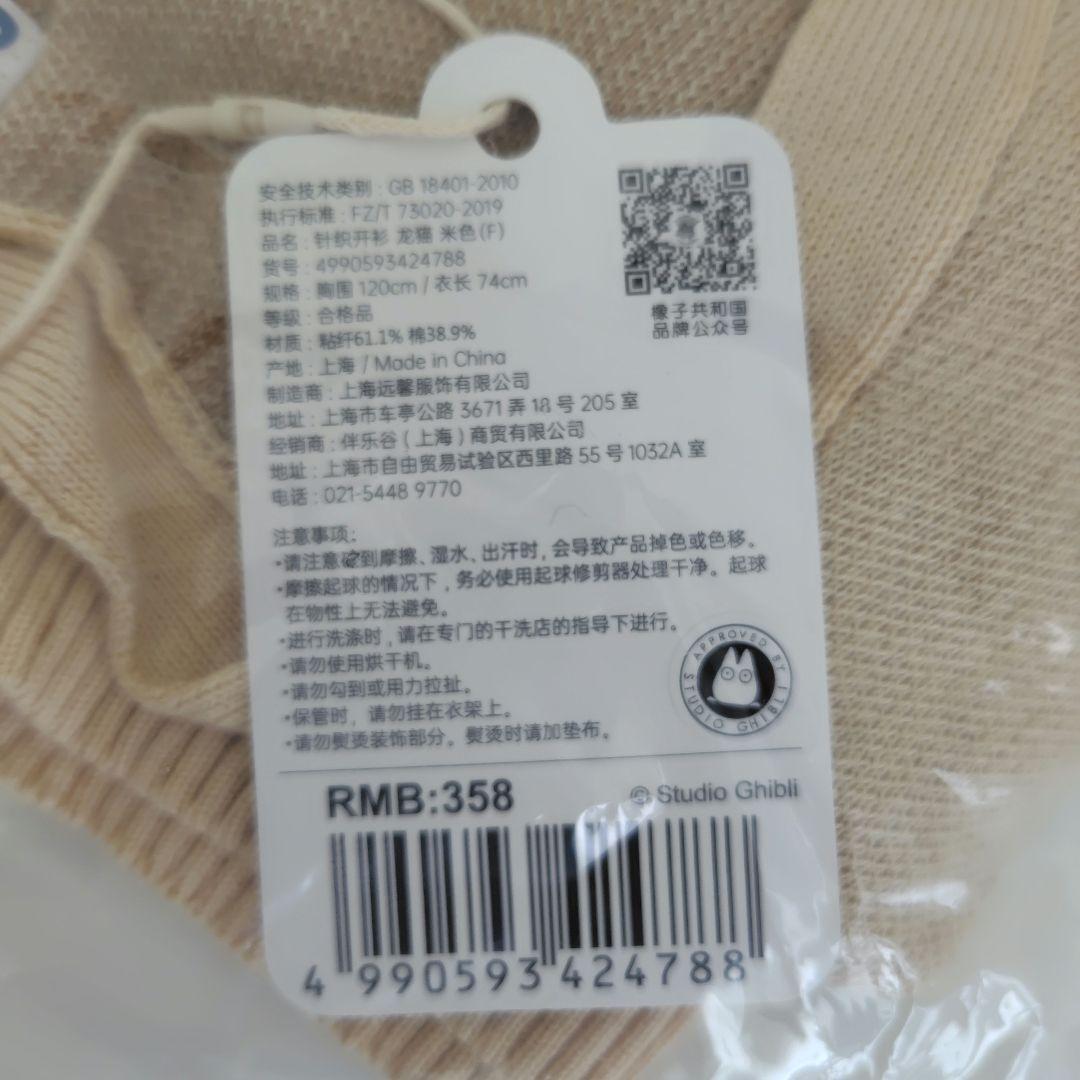 安全技术类别 : GB 18401-2010
执行标准 : FZ/T 73020-2019
品名 : 针织开衫 龙猫 米色(F)
货号 : 4990593424788
规格 : 胸围 120cm / 衣长 74cm
等级 : 合格品
材质 : 粘纤61.1% 棉38.9%
产地 : 上海 / Made in China
制造商 : 上海远馨服饰有限公司
地址 : 上海市车亭公路 3671 弄 18 号 205 室
经销商 : 伴乐谷 ( 上海 ) 商贸有限公司
地址 : 上海市自由贸易试验区西里路 55 号 1032A 室
电话 : 021-5448 9770
橡子共和国
品牌公众号
注意事项:
·请注意碰到摩擦、湿水、出汗时, 会导致产品掉色或色移。
·摩擦起球的情况下, 务必使用起球修剪器处理干净。起球
在物性上无法避免。
·进行洗涤时, 请在专门的干洗店的指导下进行。
·请勿使用烘干机。
·请勿勾到或用力拉扯。
·保管时, 请勿挂在衣架上。
·请勿熨烫装饰部分, 熨烫时请加垫布。
APPROVED BY STUDIO GHIBLI
RMB:358
© Studio Ghibli
4 990593 424788